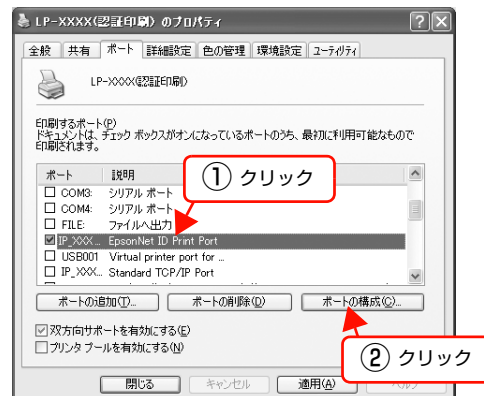 LP-XXXX(認証印刷) のプロパティ
全般 共有 ポート 詳細設定 色の管理 環境設定 ユーティリティ
LP-XXXX(認証印刷)
印刷するポート(P)
ドキュメントは、チェック ボックスがオンになっているポートのうち、最初に利用可能なもので
印刷されます。
ポート 説明
COM3: シリアル ポート
COM4: シリアル ポート
FILE: ファイルへ出力
IP_XXX... EpsonNet ID Print Port
USB001 Virtual printer port for ...
IP_XXX... Standard TCP/IP Port
① クリック
ポートの追加(T)... ポートの削除(D) ポートの構成(C)...
双方向サポートを有効にする(E)
プリンタ プールを有効にする(N)
② クリック
閉じる キャンセル 適用(A)